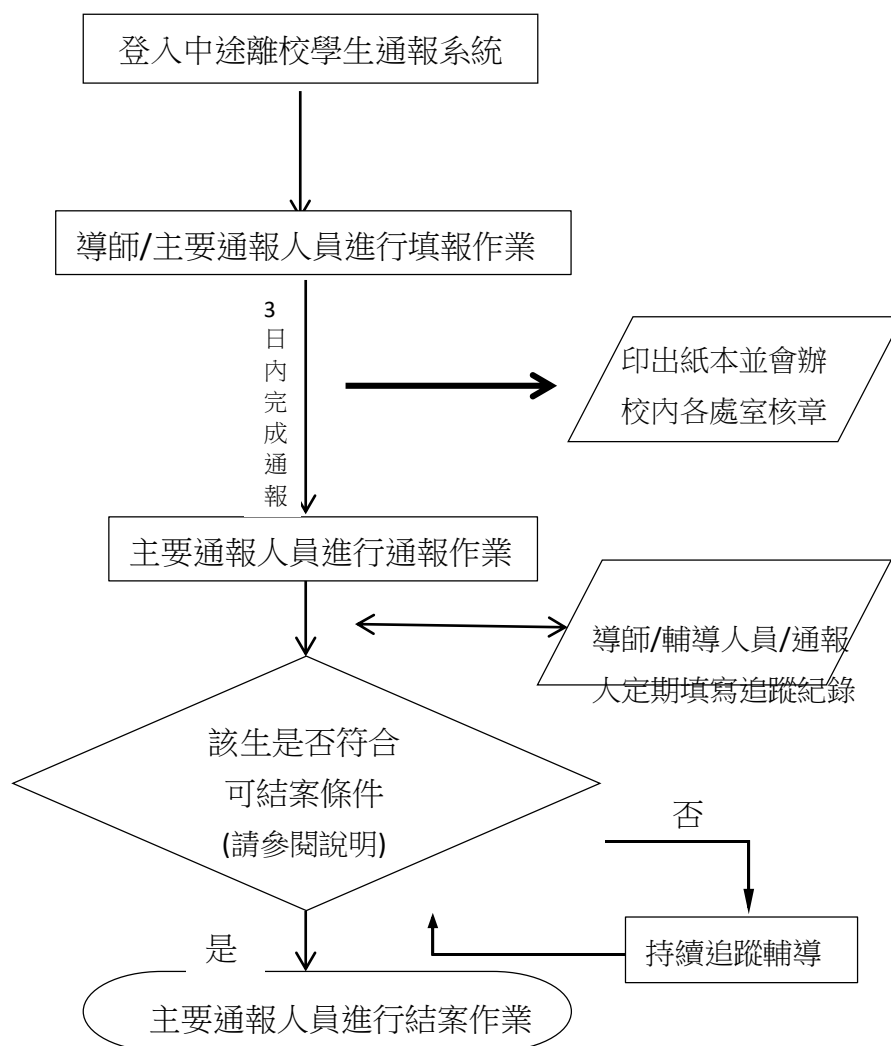 登入中途離校學生通報系統
導師/主要通報人員進行填報作業
3
日
內
完
成
通
報
印出紙本並會辦
校內各處室核章
主要通報人員進行通報作業
導師/輔導人員/通報
人定期填寫追蹤紀錄
該生是否符合
可結案條件
(請參閱說明)
否
持續追蹤輔導
是
主要通報人員進行結案作業